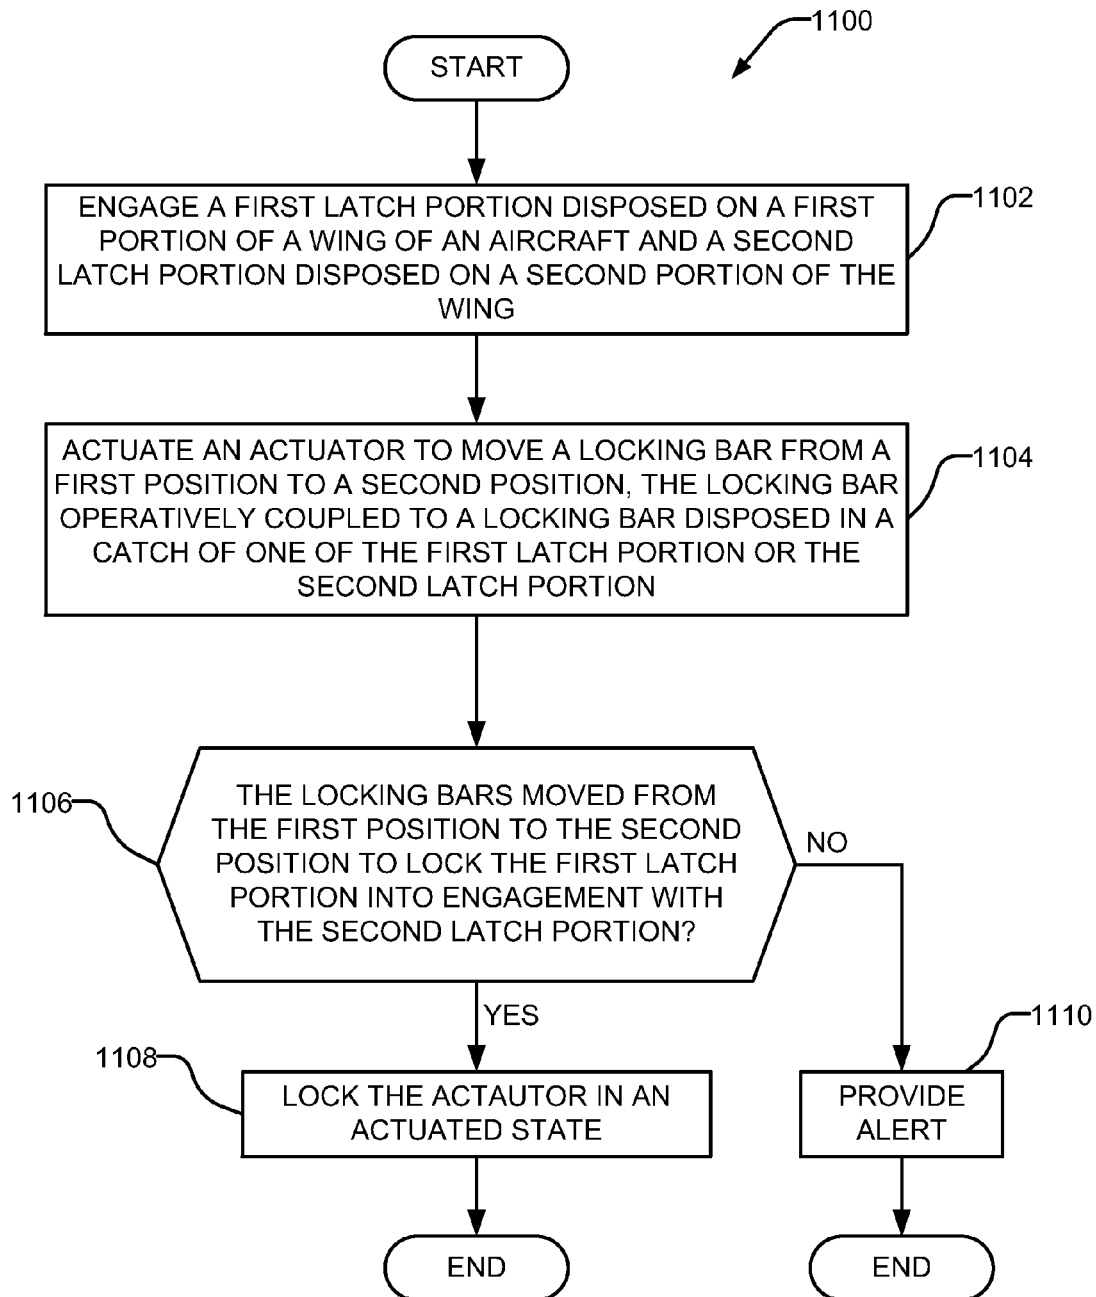 1100
START
ENGAGE A FIRST LATCH PORTION DISPOSED ON A FIRST
PORTION OF A WING OF AN AIRCRAFT AND A SECOND
LATCH PORTION DISPOSED ON A SECOND PORTION OF THE
WING
1102
ACTUATE AN ACTUATOR TO MOVE A LOCKING BAR FROM A
FIRST POSITION TO A SECOND POSITION, THE LOCKING BAR
OPERATIVELY COUPLED TO A LOCKING BAR DISPOSED IN A
CATCH OF ONE OF THE FIRST LATCH PORTION OR THE
SECOND LATCH PORTION
1104
1106
THE LOCKING BARS MOVED FROM
THE FIRST POSITION TO THE SECOND
POSITION TO LOCK THE FIRST LATCH
PORTION INTO ENGAGEMENT WITH
THE SECOND LATCH PORTION?
NO
YES
1108
LOCK THE ACTAUTOR IN AN
ACTUATED STATE
1110
PROVIDE
ALERT
END
END